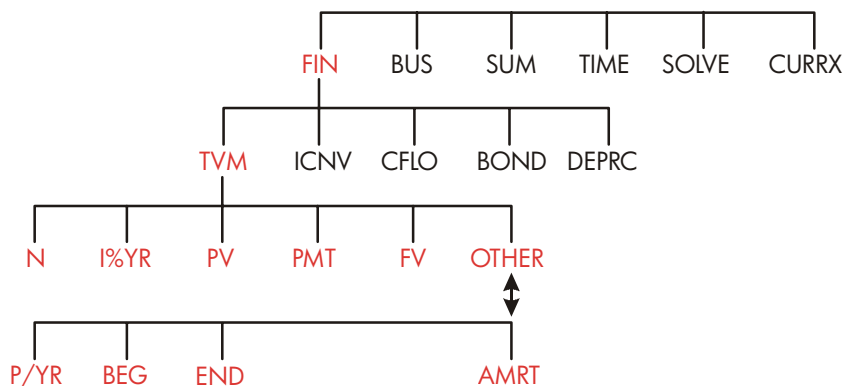 FIN BUS SUM TIME SOLVE CURRX
TVM ICNV CFLO BOND DEPRC
N I%YR PV PMT FV OTHER
P/YR BEG END AMRT